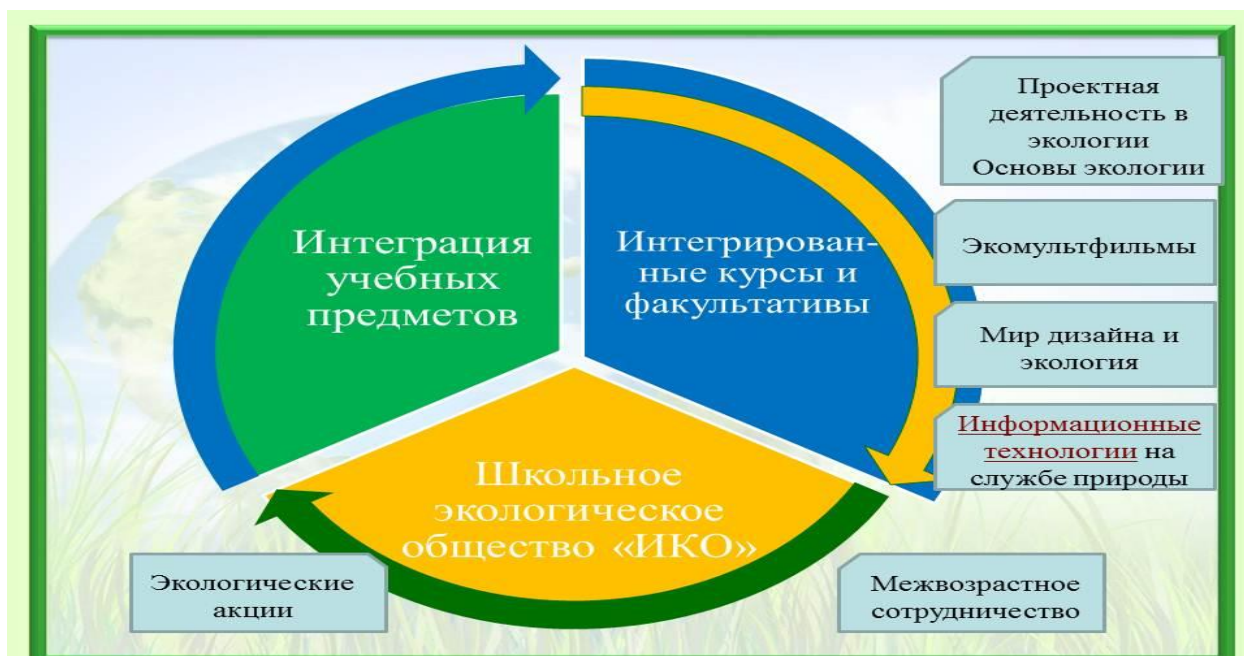 Интеграция
учебных
предметов
Интегрирован-
ные курсы и
факультативы
Школьное
экологическое
общество «ИКО»
Проектная
деятельность в
экологии
Основы экологии
Экомультфильмы
Мир дизайна и
экология
Информационные
технологии на
службе природы
Экологические
акции
Межвозрастное
сотрудничество